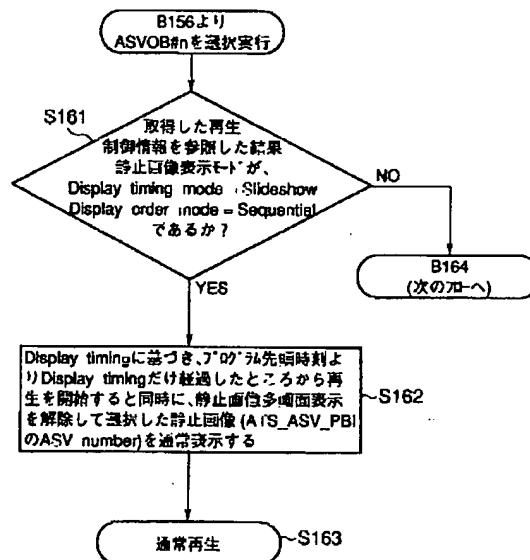 B156より
ASVOB#nを選択実行
S161
取得した再生
制御情報を参照した結果
静止画像表示モードが、
Display timing mode=Slideshow
Display order mode=Sequential
であるか?
NO
B164
(次のフローへ)
YES
Display timingに基づき、プログラム先頭時刻よ
りDisplay timingだけ経過したところから再
生を開始すると同時に、静止画像多画面表示
を解除して選択した静止画像(ATS_ASV_PBI
のASV number)を通常表示する
S162
通常再生
S163